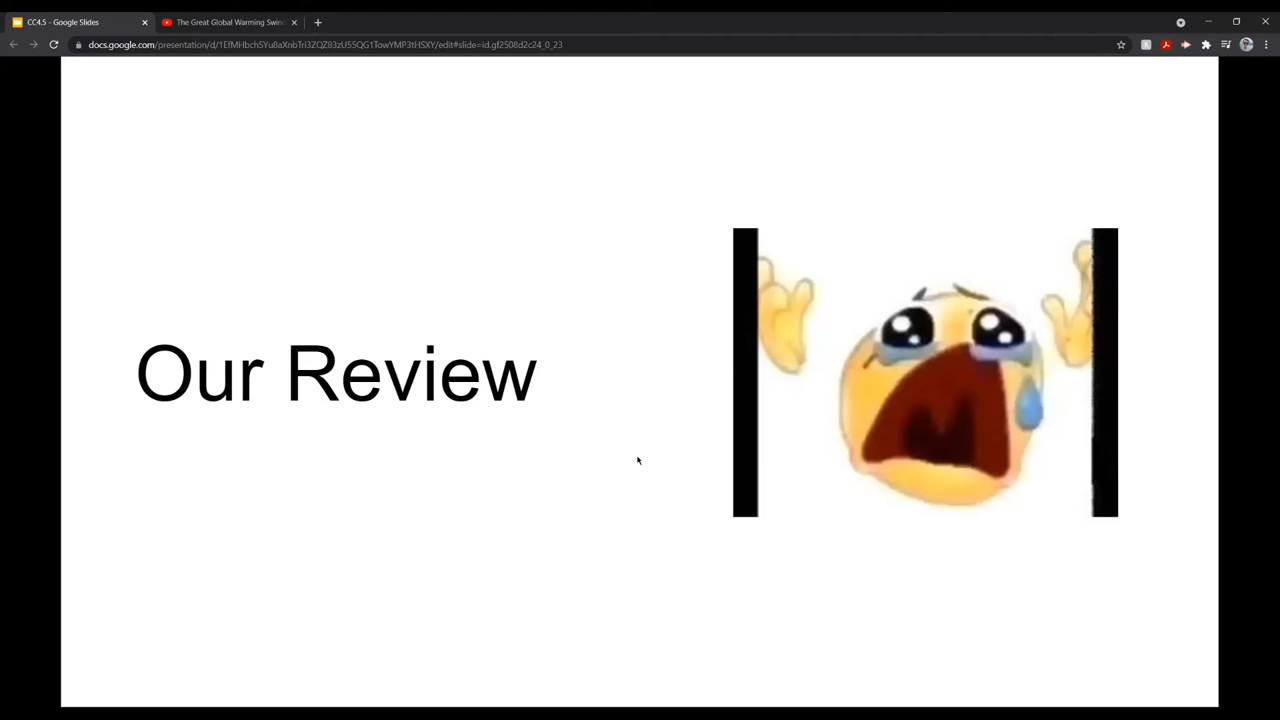 CC4.5 - Google Slides
The Great Global Warming Swin
docs.google.com/presentation/d/1EfMHbchSYu8aXnbTrI3ZQZ83zU55QG1TowYMP3tHSXY/edit#slide=id.gf2508d2c24_0_23
Our Review